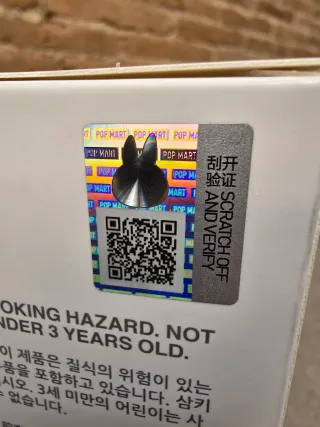 POP MART POP MART POP M
POP MART POP MART
POP MART
刮开
验证
SCRATCH OFF
AND VERIFY
OKING HAZARD. NOT
NDER 3 YEARS OLD.
이 제품은 질식의 위험이 있는
품을 포함하고 있습니다. 삼키
시오. 3세 미만의 어린이는 사
수 없습니다.